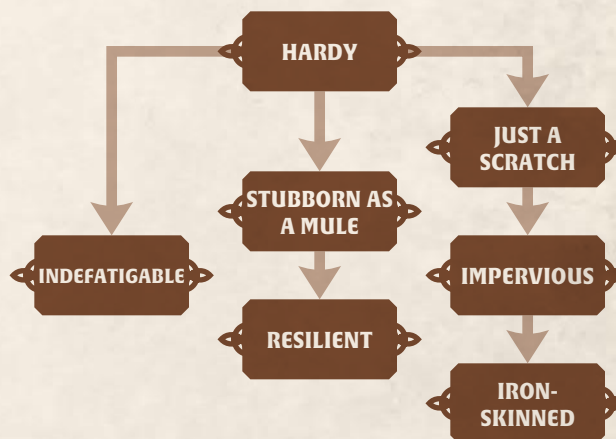 HARDY
JUST A
SCRATCH
STUBBORN AS
A MULE
INDEFATIGABLE
IMPERVIOUS
RESILIENT
IRON-
SKINNED